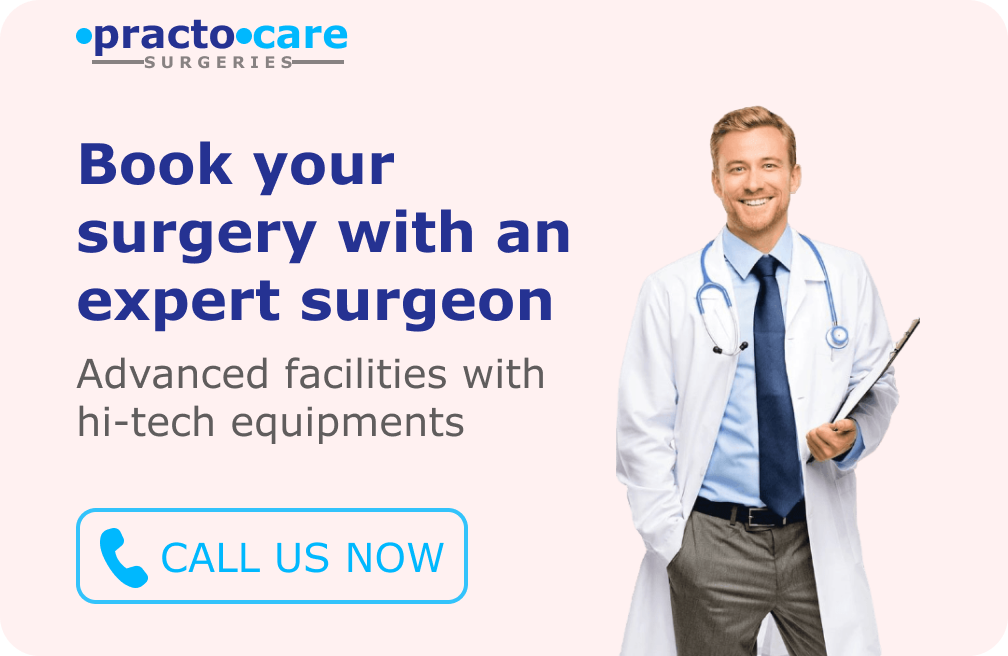 practo care
SURGERIES
Book your
surgery with an
expert surgeon
Advanced facilities with
hi-tech equipments
CALL US NOW